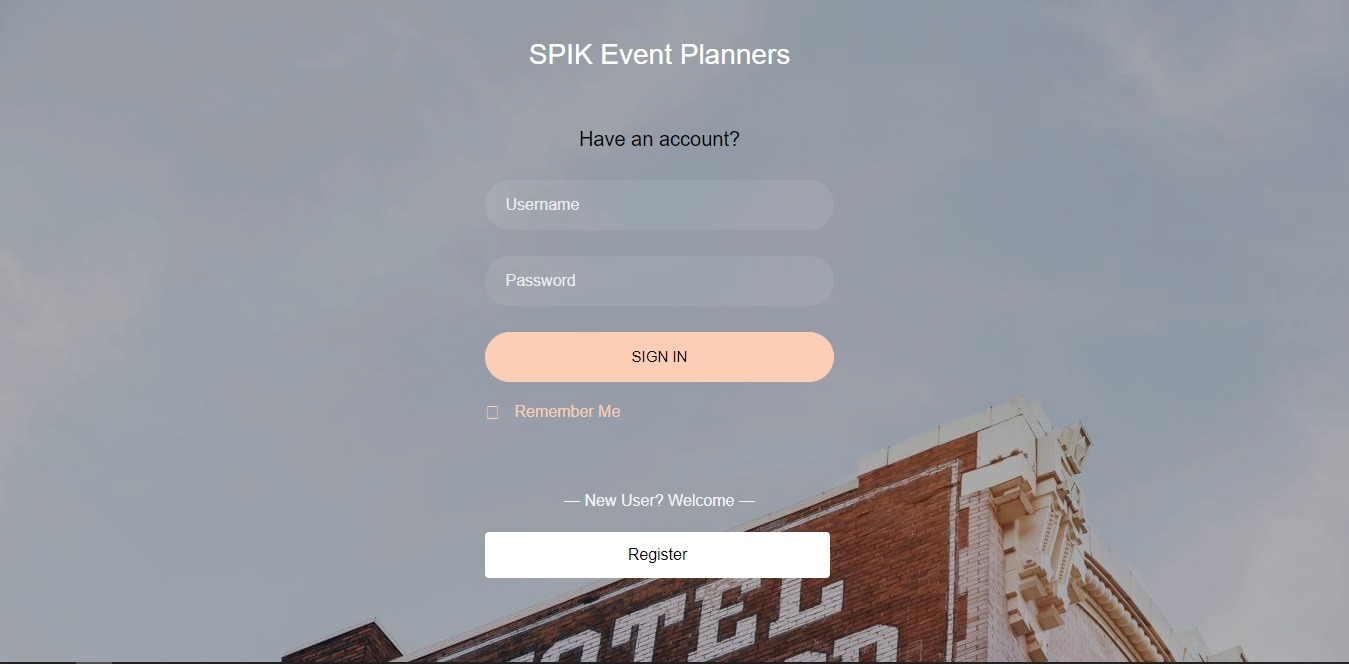 SPIK Event Planners
Have an account?
Username
Password
SIGN IN
Remember Me
— New User? Welcome —
Register